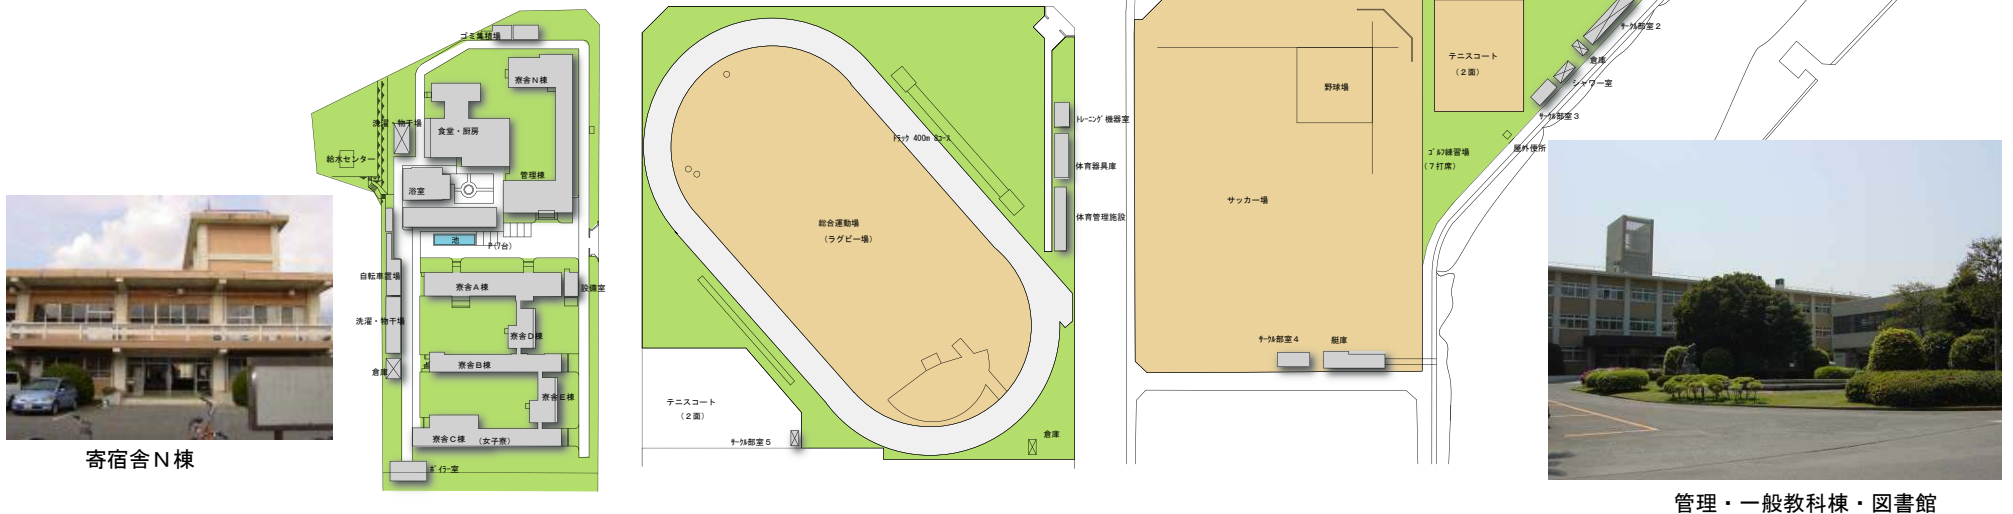 ゴミ集積場
寮舎N棟
洗濯・物干場
食堂・厨房
給水センター
管理棟
浴室
池
P(7台)
自転車置場
寮舎A棟
設備室
洗濯・物干場
寮舎D棟
倉庫
寮舎B棟
寮舎E棟
寮舎C棟
(女子寮)
ボイラー室
寄宿舎N棟
トラック 400m 8コース
トレーニング機器室
体育器具庫
体育管理施設
総合運動場
(ラグビー場)
テニスコート
(2面)
サークル部室5
倉庫
野球場
サッカー場
サークル部室4
艇庫
テニスコート
(2面)
サークル部室2
倉庫
シャワー室
サークル部室3
屋外便所
ゴルフ練習場
(7打席)
管理・一般教科棟・図書館